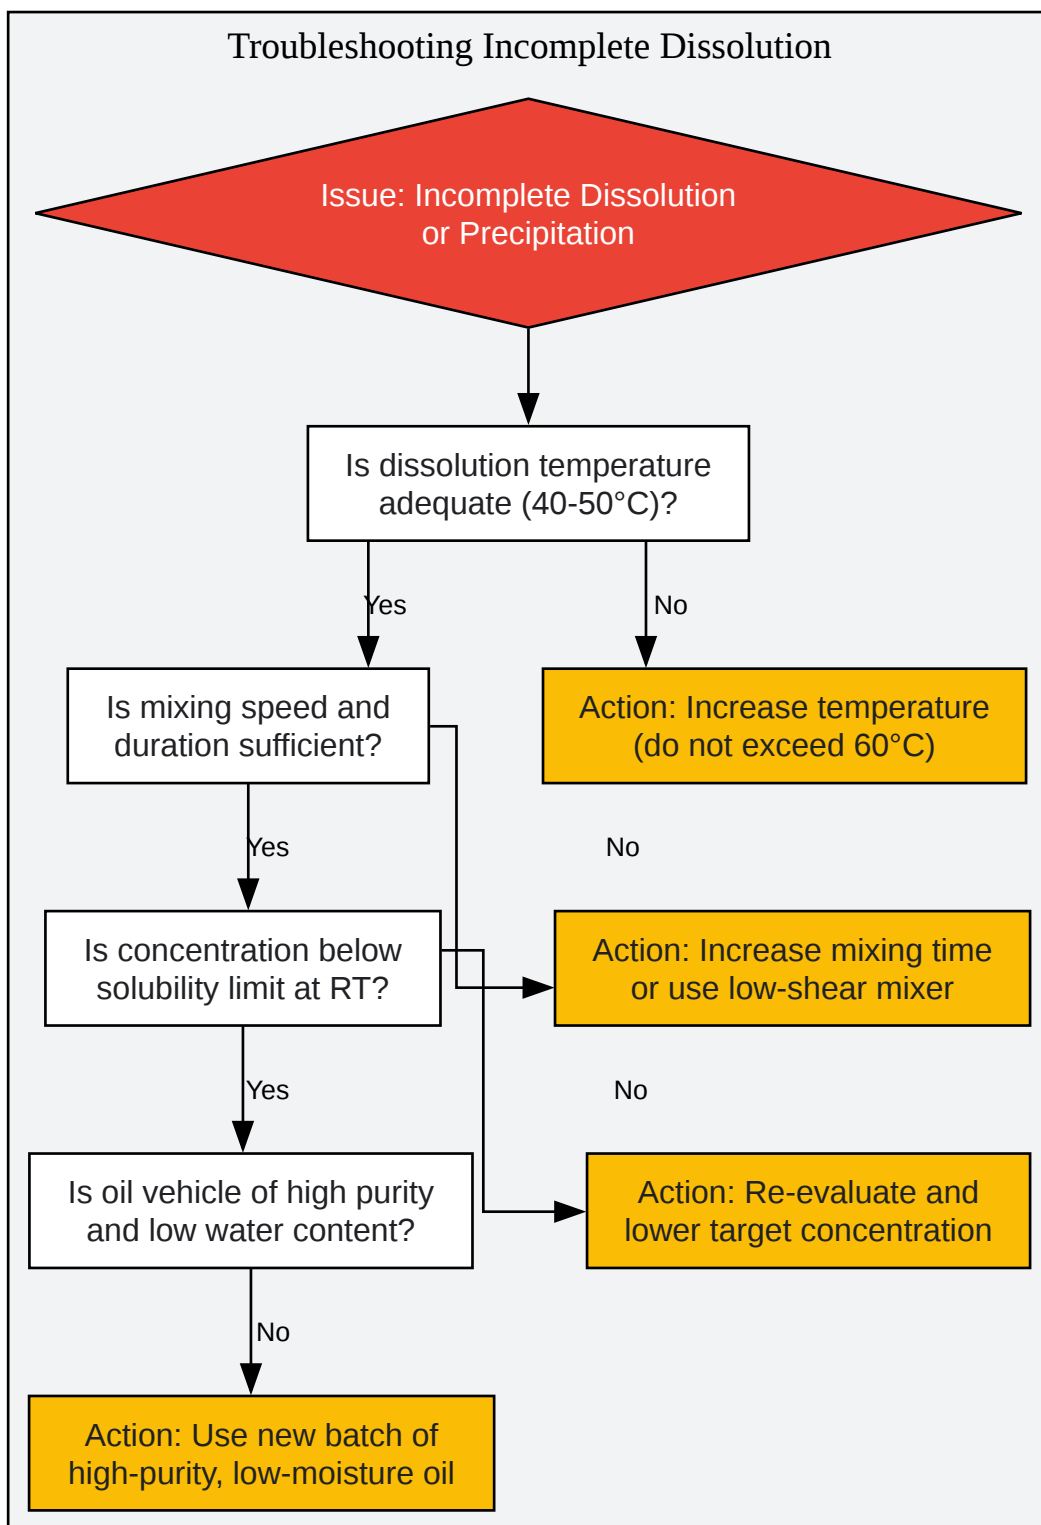 Troubleshooting Incomplete Dissolution
Issue: Incomplete Dissolution
or Precipitation
Is dissolution temperature
adequate (40-50°C)?
Yes
No
Is mixing speed and
duration sufficient?
Action: Increase temperature
(do not exceed 60°C)
Yes
No
Is concentration below
solubility limit at RT?
Action: Increase mixing time
or use low-shear mixer
Yes
No
Is oil vehicle of high purity
and low water content?
Action: Re-evaluate and
lower target concentration
No
Action: Use new batch of
high-purity, low-moisture oil